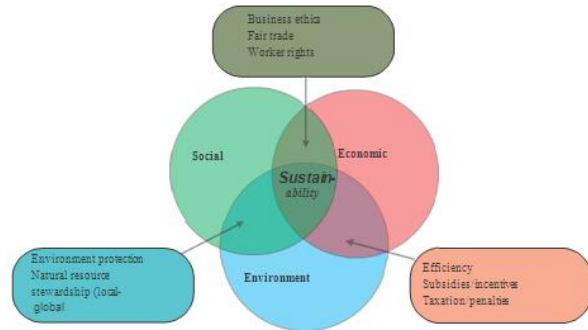 Business ethics
Fair trade
Worker rights
Social
Economic
Sustain-
ability
Environment protection
Natural resource
stewardship (local-
global
Environment
Efficiency
Subsidies/incentives
Taxation/penalties